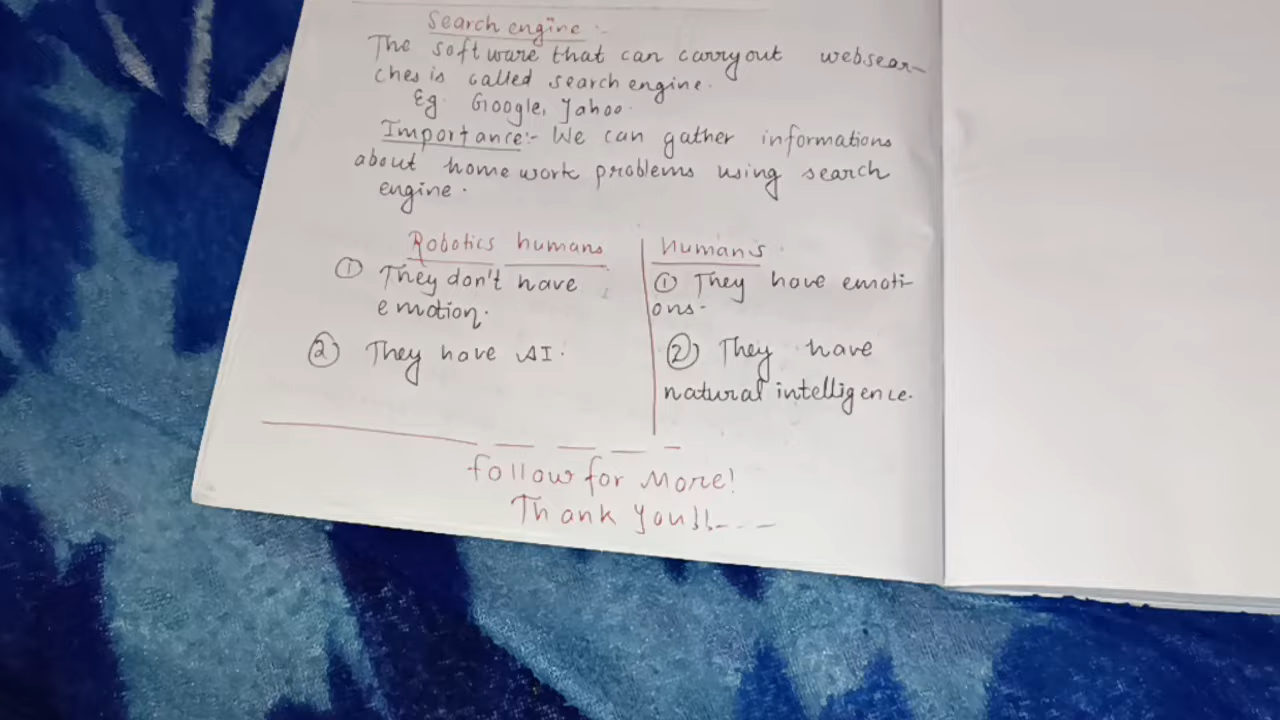 Search engine :-
The software that can carryout websear-
ches is called search engine.
Eg. Google, Yahoo.
Importance:- We can gather informations
about home work problems using search
engine.
Robotics humans
① They don't have
emotion.
② They have AI.
humans
① They have emoti-
ons-
② They have
natural intelligence.
follow for More!
Thank you!!---